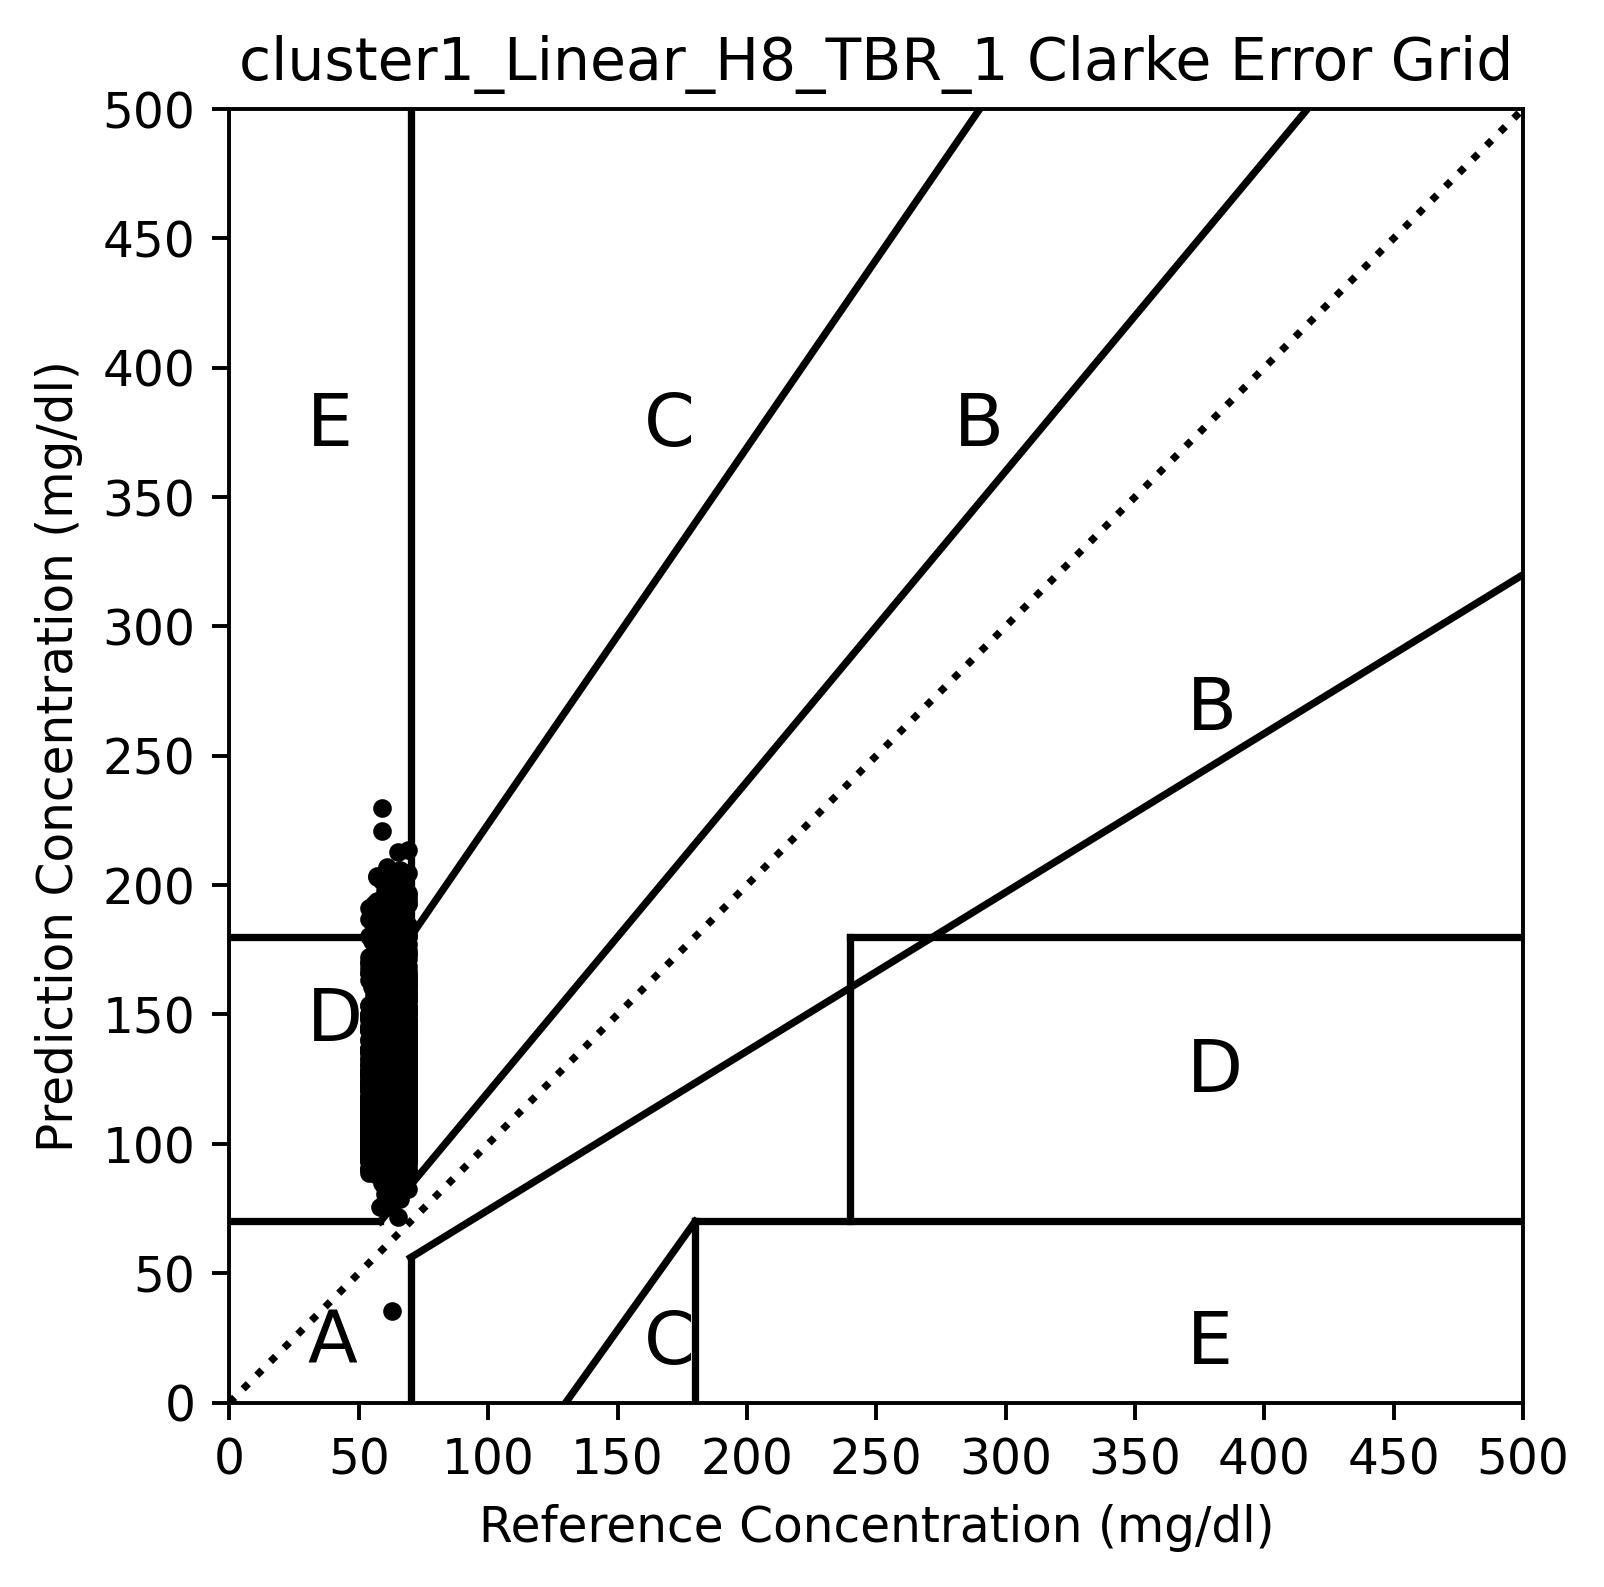 cluster1_Linear_H8_TBR_1 Clarke Error Grid
500
450
400
350
300
250
200
150
100
50
0
Prediction Concentration (mg/dl)
E
C
B
B
D
D
A
C
E
0 50 100 150 200 250 300 350 400 450 500
Reference Concentration (mg/dl)